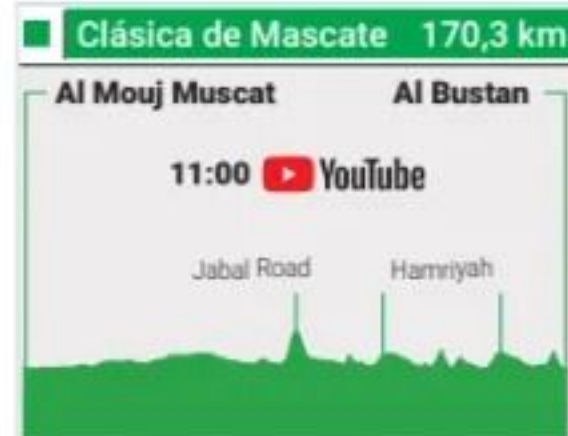 Clásica de Mascate 170,3 km
Al Mouj Muscat Al Bustan
11:00 YouTube
Jabal Road Hamriyah